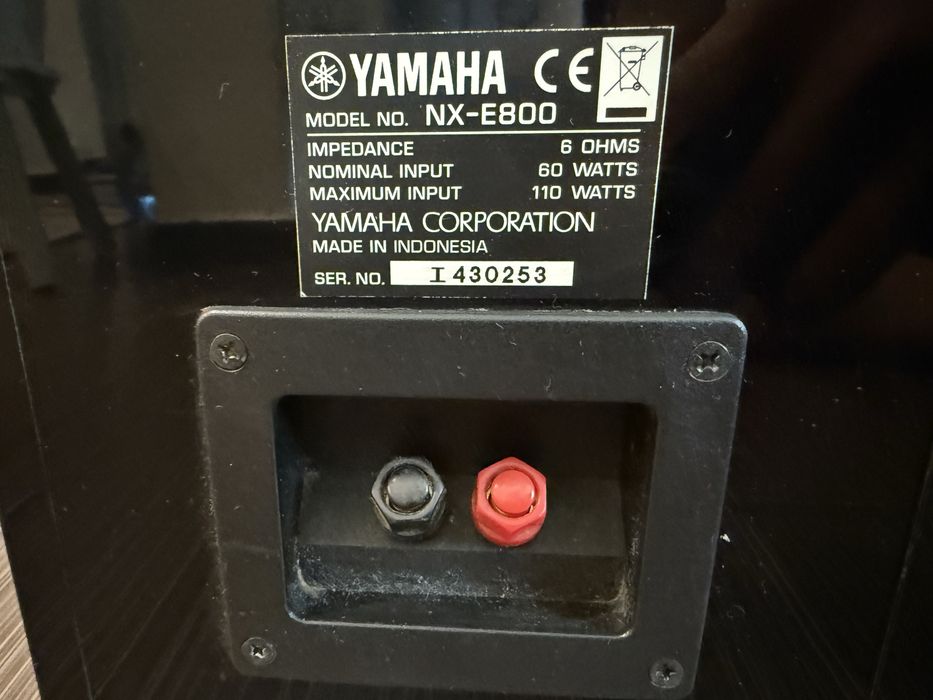 YAMAHA CE
MODEL NO. NX-E800
IMPEDANCE 6 OHMS
NOMINAL INPUT 60 WATTS
MAXIMUM INPUT 110 WATTS
YAMAHA CORPORATION
MADE IN INDONESIA
SER. NO. I430253